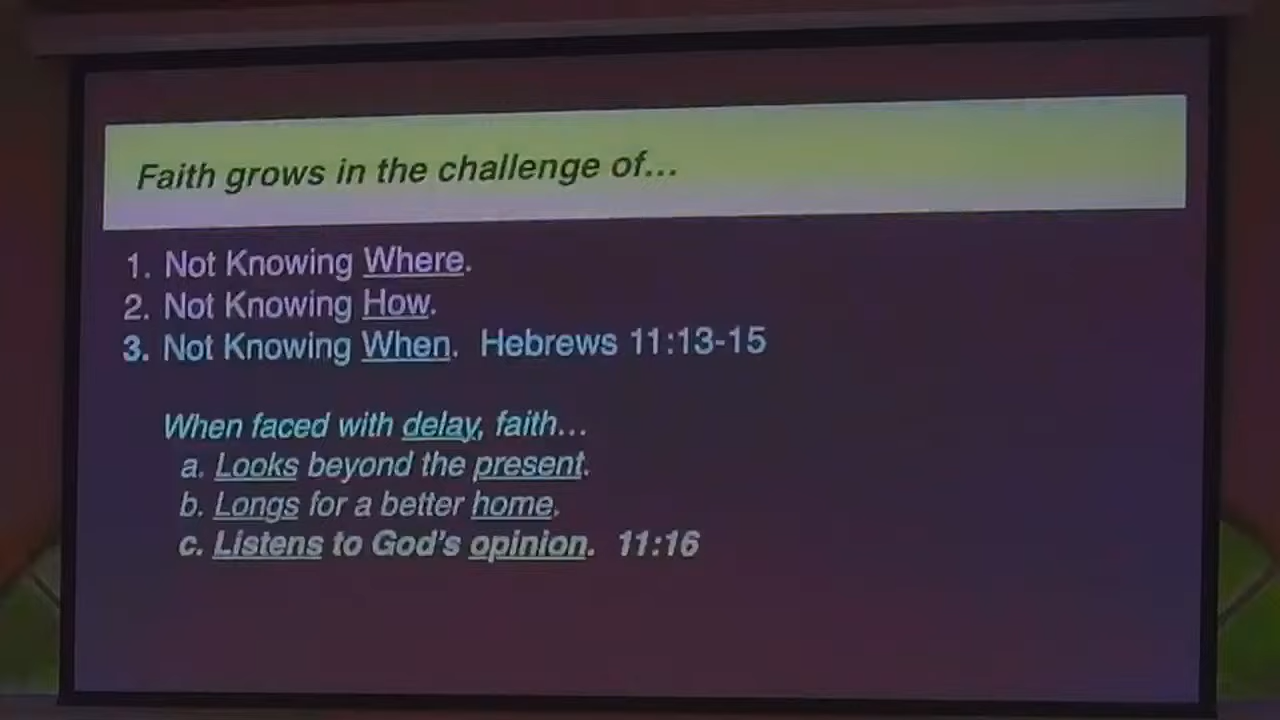 Faith grows in the challenge of...
1. Not Knowing Where.
2. Not Knowing How.
3. Not Knowing When. Hebrews 11:13-15
When faced with delay, faith...
a. Looks beyond the present.
b. Longs for a better home.
c. Listens to God's opinion. 11:16